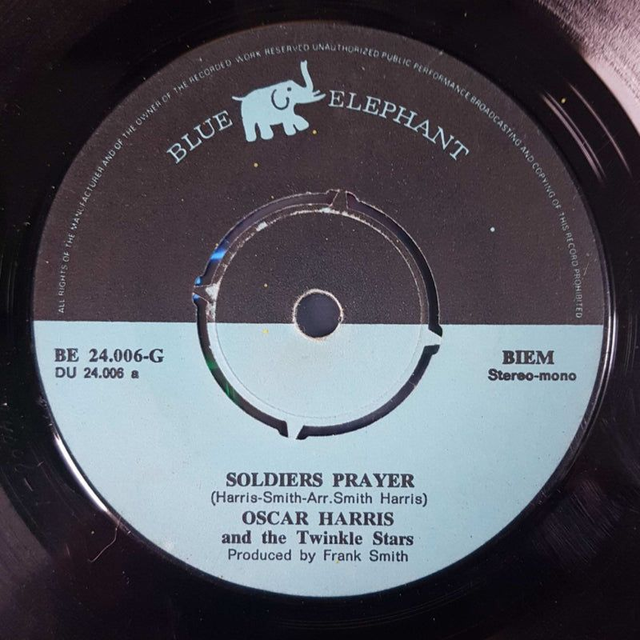 ALL RIGHTS OF THE MANUFACTURER AND OF THE OWNER OF THE RECORDED WORK RESERVED UNAUTHORIZED PUBLIC PERFORMANCE BROADCASTING AND COPYING OF THIS RECORD PROHIBITED
BLUE ELEPHANT
BE 24.006-G
DU 24.006 a
BIEM
Stereo-mono
SOLDIERS PRAYER
(Harris-Smith-Arr.Smith Harris)
OSCAR HARRIS
and the Twinkle Stars
Produced by Frank Smith